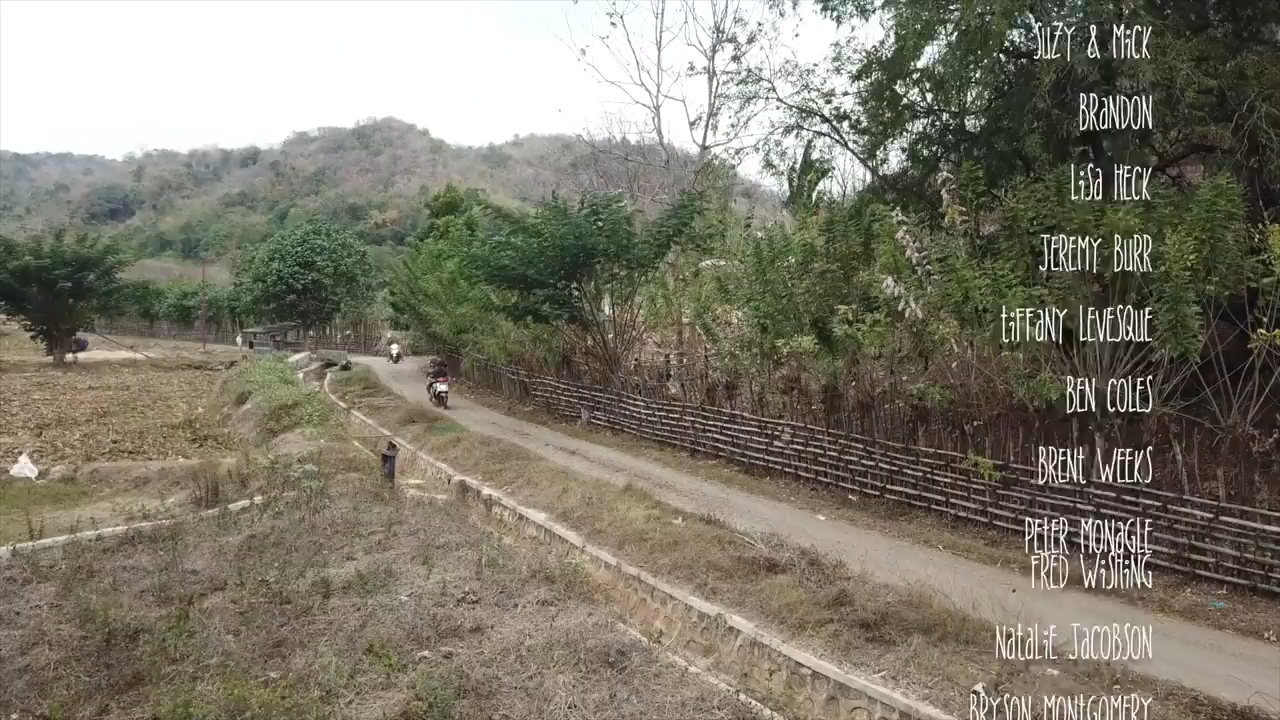 SUZY & MiCK
BRaNDON
LiSa HECK
JEREMY BURR
tiFFaNY LEVESQUE
BEN COLES
BRENT WEEKS
PETER MONaGLE
FRED WiSHiNG
NataLiE JaCOBSON
BRYSON MONtGOMERY